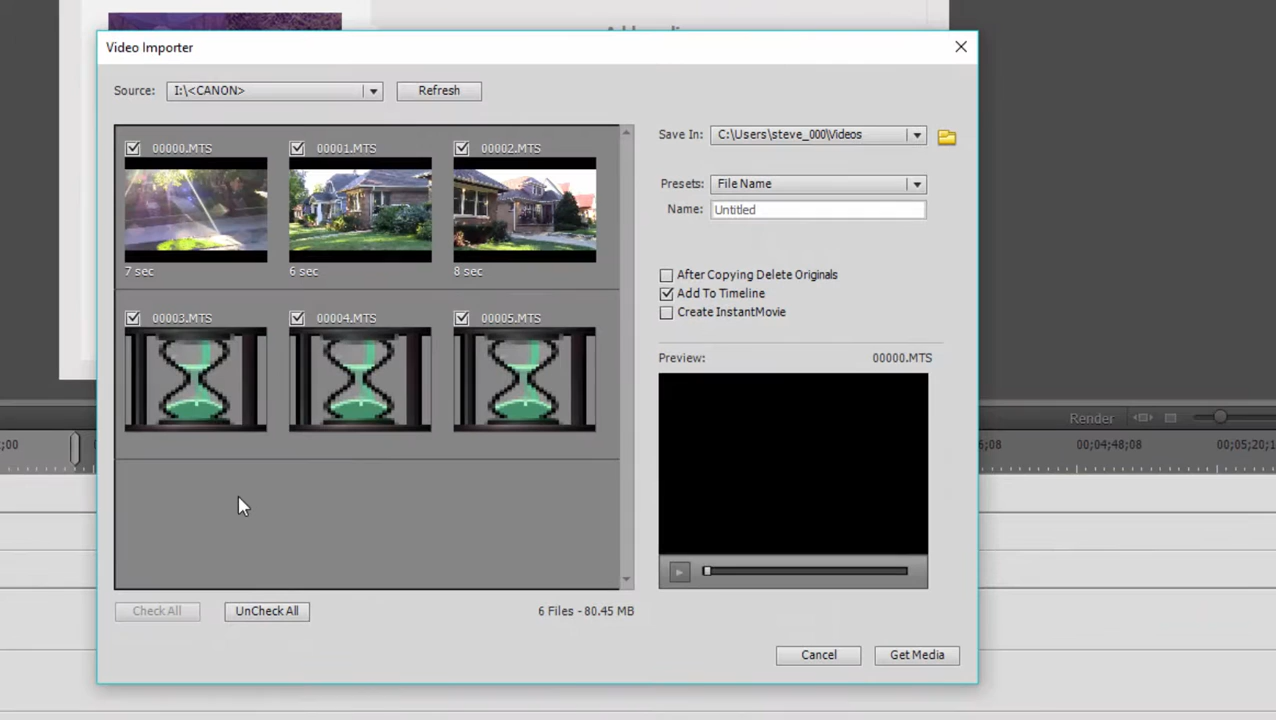 Video Importer
Source: I:\<CANON> Refresh
00000.MTS 00001.MTS 00002.MTS
7 sec 6 sec 8 sec
00003.MTS 00004.MTS 00005.MTS
Check All UnCheck All 6 Files - 80.45 MB
Save In: C:\Users\steve_000\Videos
Presets: File Name
Name: Untitled
After Copying Delete Originals
Add To Timeline
Create InstantMovie
Preview: 00000.MTS
Cancel Get Media
Render
;00 00;04;48;08